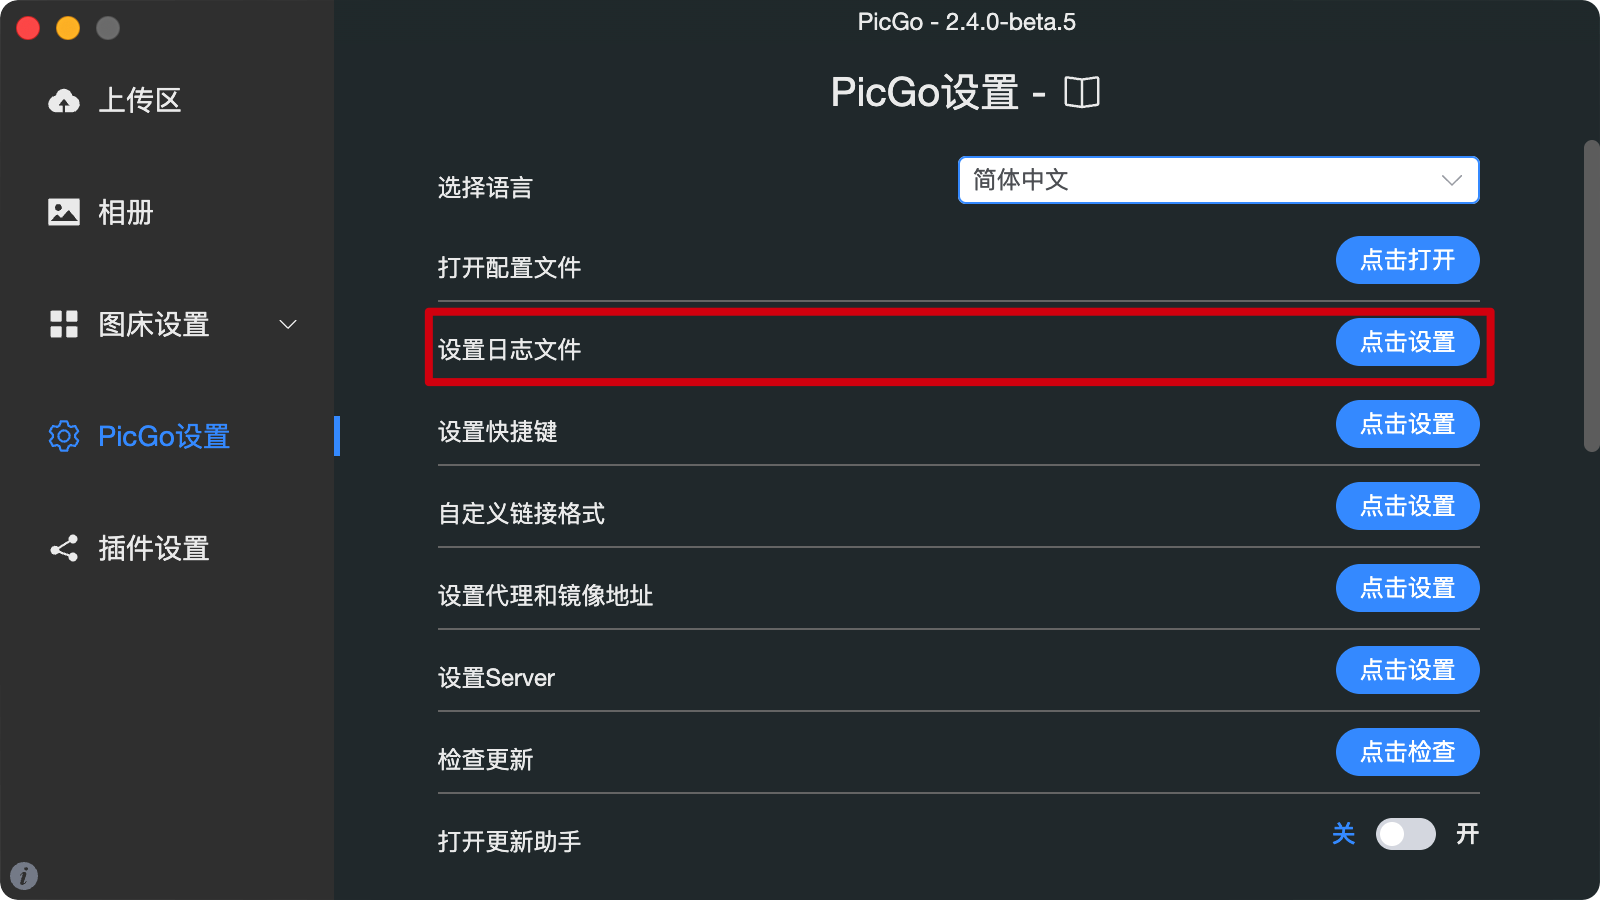 PicGo - 2.4.0-beta.5
上传区
相册
图床设置
PicGo设置
插件设置
PicGo设置 -
选择语言
简体中文
打开配置文件
点击打开
设置日志文件
点击设置
设置快捷键
点击设置
自定义链接格式
点击设置
设置代理和镜像地址
点击设置
设置Server
点击设置
检查更新
点击检查
打开更新助手
关 开
i